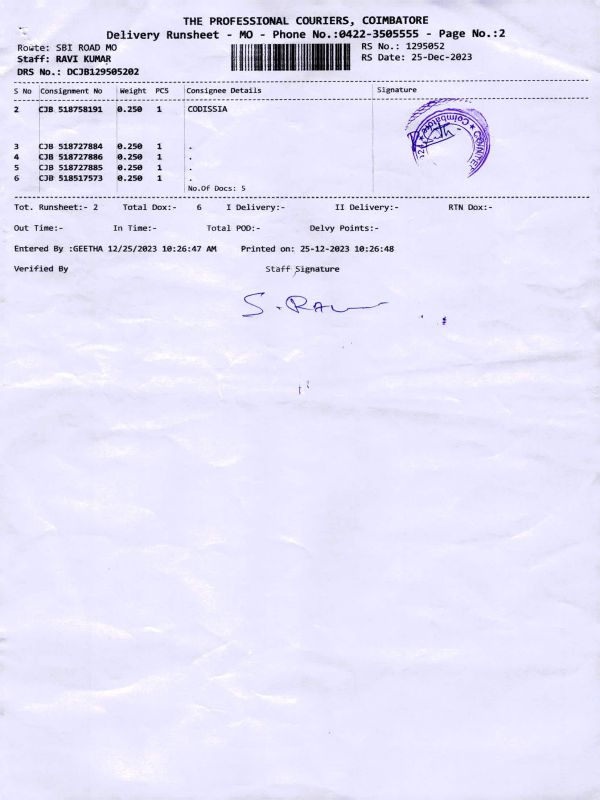 THE PROFESSIONAL COURIERS, COIMBATORE
Delivery Runsheet - MO - Phone No.:0422-3505555 - Page No.:2
Route: SBI ROAD MO
RS No.: 1295052
Staff: RAVI KUMAR
RS Date: 25-Dec-2023
DRS No.: DCJB129505202
S No Consignment No Weight PCS Consignee Details Signature
2 CJB 518758191 0.250 1 CODISSIA
3 CJB 518727884 0.250 1 .
4 CJB 518727886 0.250 1 .
5 CJB 518727885 0.250 1 .
6 CJB 518517573 0.250 1 .
No.Of Docs: 5
Coimbatore
Tot. Runsheet:- 2 Total Dox:- 6 I Delivery:- II Delivery:- RTN Dox:-
Out Time:- In Time:- Total POD:- Delvy Points:-
Entered By :GEETHA 12/25/2023 10:26:47 AM Printed on: 25-12-2023 10:26:48
Verified By Staff Signature